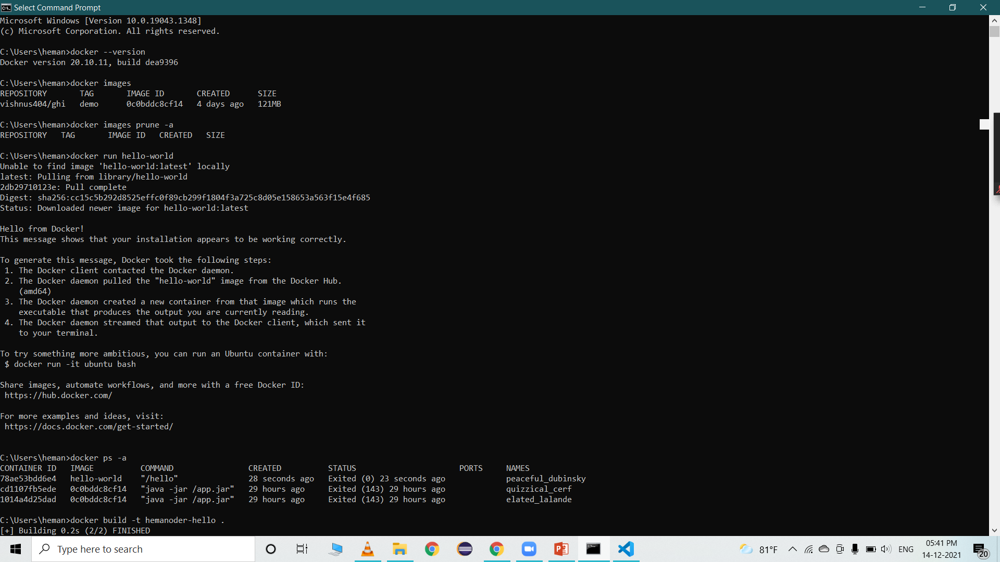 Select Command Prompt
Microsoft Windows [Version 10.0.19043.1348]
(c) Microsoft Corporation. All rights reserved.
C:\Users\heman>docker --version
Docker version 20.10.11, build dea9396
C:\Users\heman>docker images
REPOSITORY TAG IMAGE ID CREATED SIZE
vishnus404/ghi demo 0c0bddc8cf14 4 days ago 121MB
C:\Users\heman>docker images prune -a
REPOSITORY TAG IMAGE ID CREATED SIZE
C:\Users\heman>docker run hello-world
Unable to find image 'hello-world:latest' locally
latest: Pulling from library/hello-world
2db29710123e: Pull complete
Digest: sha256:cc15c5b292d8525effc0f89cb299f1804f3a725c8d05e158653a563f15e4f685
Status: Downloaded newer image for hello-world:latest
Hello from Docker!
This message shows that your installation appears to be working correctly.
To generate this message, Docker took the following steps:
1. The Docker client contacted the Docker daemon.
2. The Docker daemon pulled the "hello-world" image from the Docker Hub.
(amd64)
3. The Docker daemon created a new container from that image which runs the
executable that produces the output you are currently reading.
4. The Docker daemon streamed that output to the Docker client, which sent it
to your terminal.
To try something more ambitious, you can run an Ubuntu container with:
$ docker run -it ubuntu bash
Share images, automate workflows, and more with a free Docker ID:
https://hub.docker.com/
For more examples and ideas, visit:
https://docs.docker.com/get-started/
C:\Users\heman>docker ps -a
CONTAINER ID IMAGE COMMAND CREATED STATUS PORTS NAMES
78ae53bdd6e4 hello-world "/hello" 28 seconds ago Exited (0) 23 seconds ago peaceful_dubinsky
cd1107fb5ede 0c0bddc8cf14 "java -jar /app.jar" 29 hours ago Exited (143) 29 hours ago quizzical_cerf
1014a4d25dad 0c0bddc8cf14 "java -jar /app.jar" 29 hours ago Exited (143) 29 hours ago elated_lalande
C:\Users\heman>docker build -t hemanoder-hello .
[+] Building 0.2s (2/2) FINISHED
Type here to search
81°F
ENG
05:41 PM
14-12-2021
20